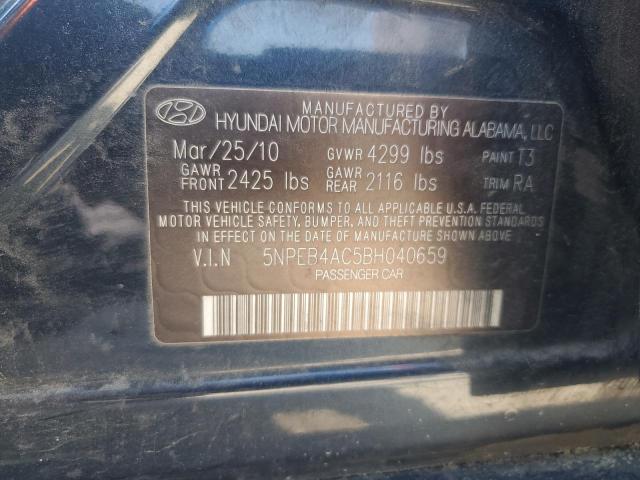 MANUFACTURED BY
HYUNDAI MOTOR MANUFACTURING ALABAMA, LLC
Mar/25/10 GVWR 4299 lbs PAINT T3
GAWR FRONT 2425 lbs GAWR REAR 2116 lbs TRIM RA
THIS VEHICLE CONFORMS TO ALL APPLICABLE U.S.A. FEDERAL
MOTOR VEHICLE SAFETY, BUMPER, AND THEFT PREVENTION STANDARDS
IN EFFECT ON THE DATE OF MANUFACTURE SHOWN ABOVE.
V.I.N 5NPEB4AC5BH040659
PASSENGER CAR